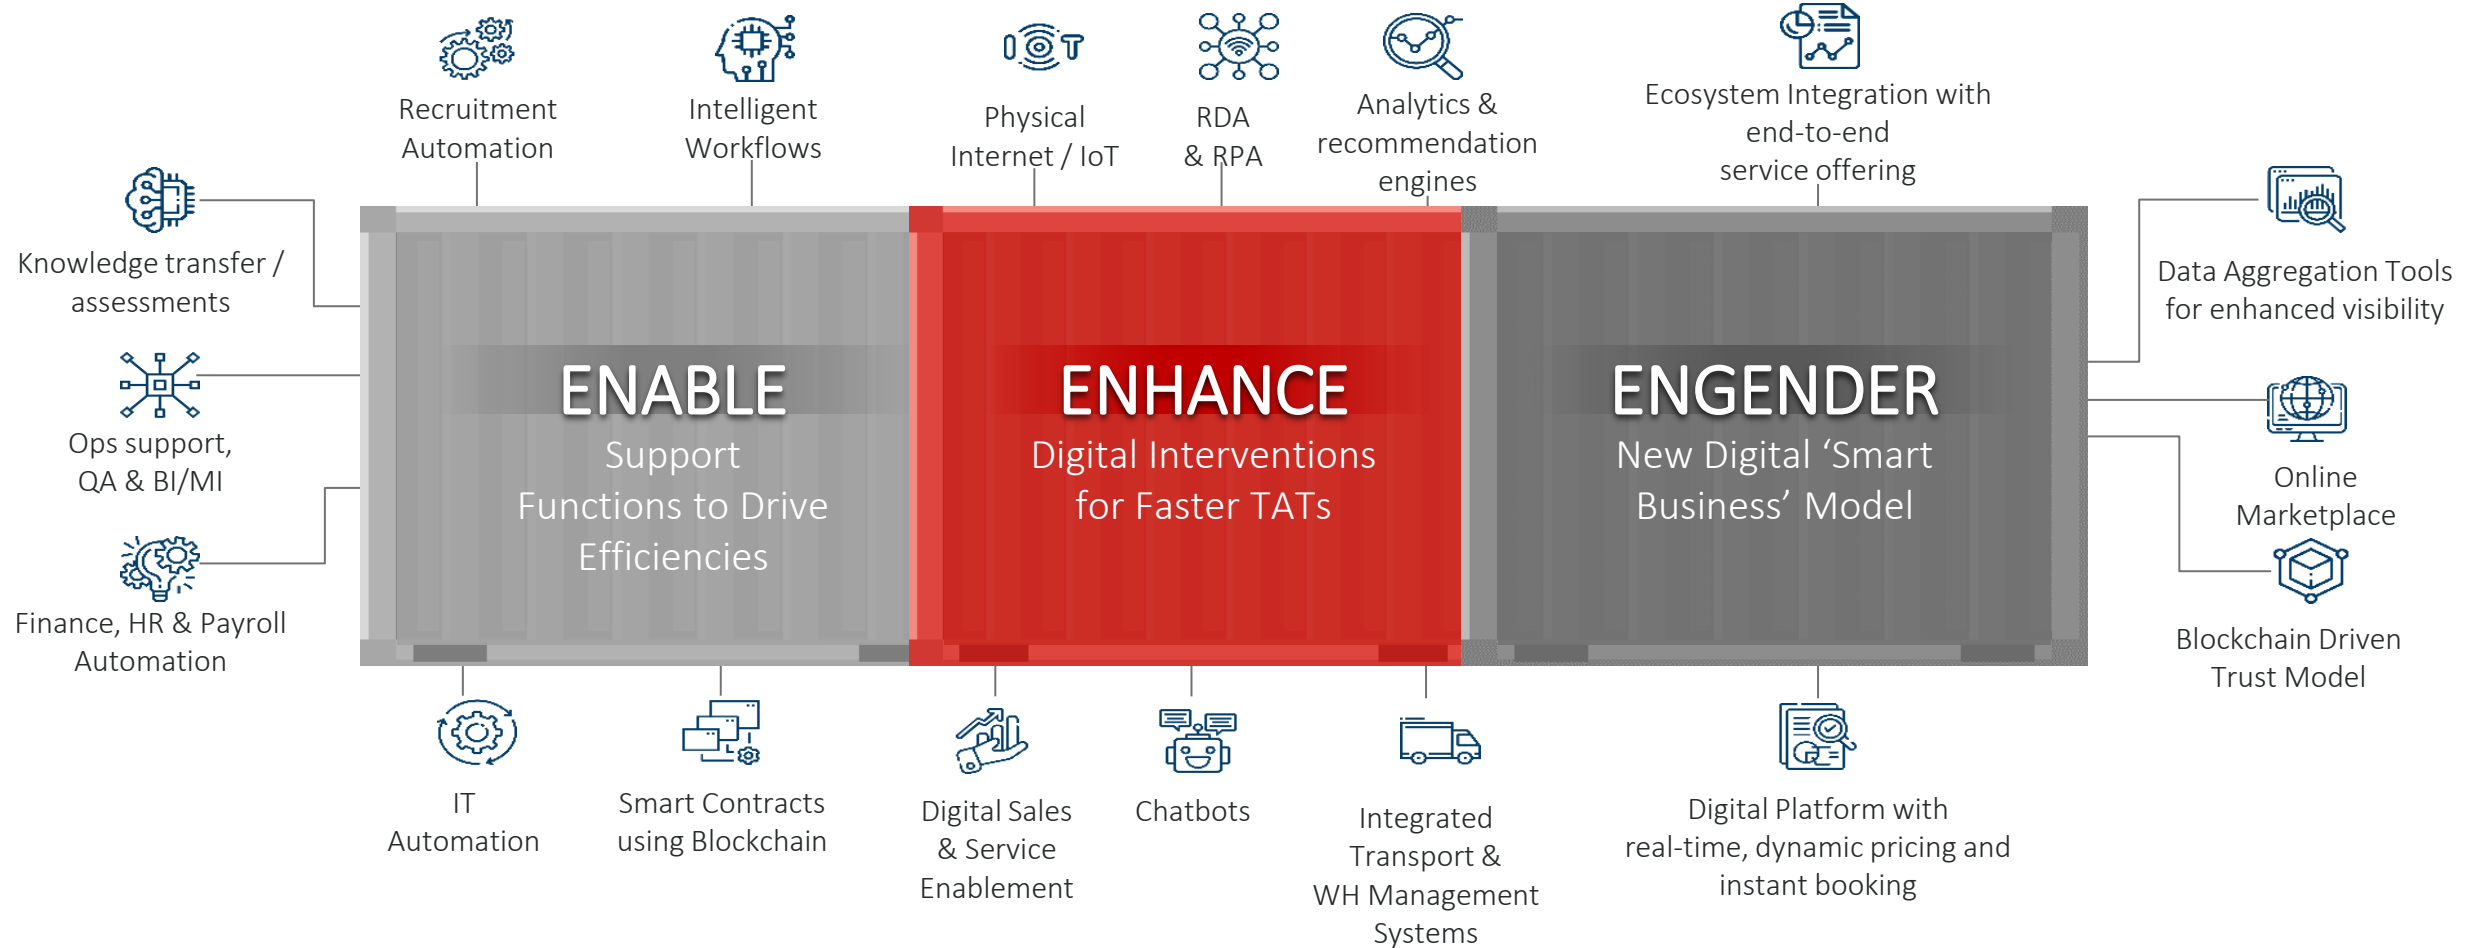 Recruitment
Automation
Intelligent
Workflows
IOT
Physical
Internet / IoT
RDA
& RPA
Analytics &
recommendation
engines
Ecosystem Integration with
end-to-end
service offering
Knowledge transfer /
assessments
Ops support,
QA & BI/MI
Finance, HR & Payroll
Automation
ENABLE
Support
Functions to Drive
Efficiencies
ENHANCE
Digital Interventions
for Faster TATs
ENGENDER
New Digital ‘Smart
Business’ Model
Data Aggregation Tools
for enhanced visibility
Online
Marketplace
Blockchain Driven
Trust Model
IT
Automation
Smart Contracts
using Blockchain
Digital Sales
& Service
Enablement
Chatbots
Integrated
Transport &
WH Management
Systems
Digital Platform with
real-time, dynamic pricing and
instant booking